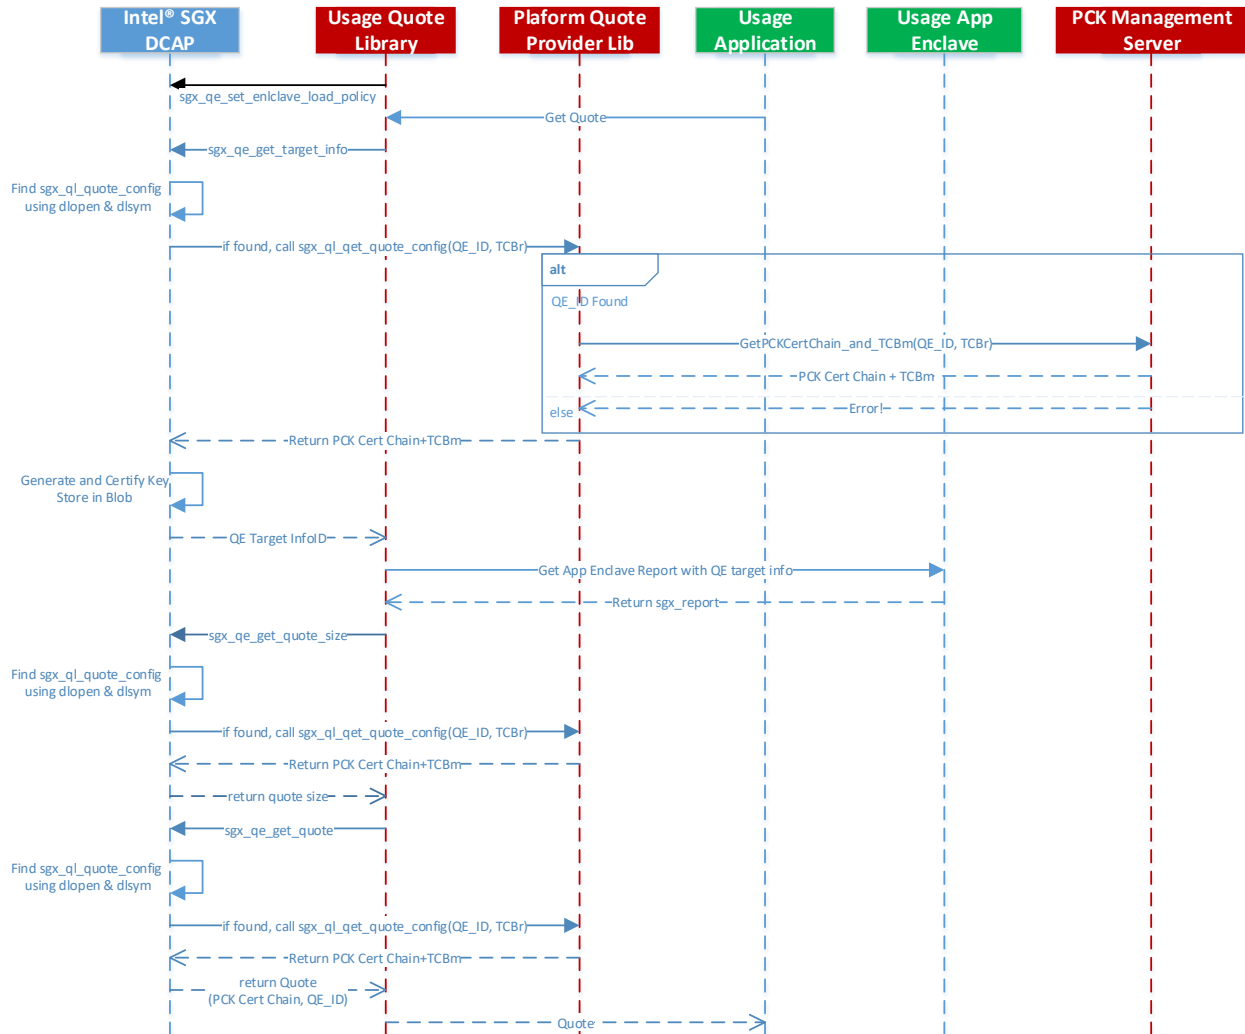 Intel® SGX
DCAP
Usage Quote
Library
Plaform Quote
Provider Lib
Usage
Application
Usage App
Enclave
PCK Management
Server
sgx_qe_set_enlclave_load_policy
Get Quote
sgx_qe_get_target_info
Find sgx_ql_quote_config
using dlopen & dlsym
if found, call sgx_ql_qet_quote_config(QE_ID, TCBr)
alt
QE_ID Found
GetPCKCertChain_and_TCBm(QE_ID, TCBr)
PCK Cert Chain + TCBm
else
Error!
Return PCK Cert Chain+TCBm
Generate and Certify Key
Store in Blob
QE Target InfoID
Get App Enclave Report with QE target info
Return sgx_report
sgx_qe_get_quote_size
Find sgx_ql_quote_config
using dlopen & dlsym
if found, call sgx_ql_qet_quote_config(QE_ID, TCBr)
Return PCK Cert Chain+TCBm
return quote size
sgx_qe_get_quote
Find sgx_ql_quote_config
using dlopen & dlsym
if found, call sgx_ql_qet_quote_config(QE_ID, TCBr)
Return PCK Cert Chain+TCBm
return Quote
(PCK Cert Chain, QE_ID)
Quote